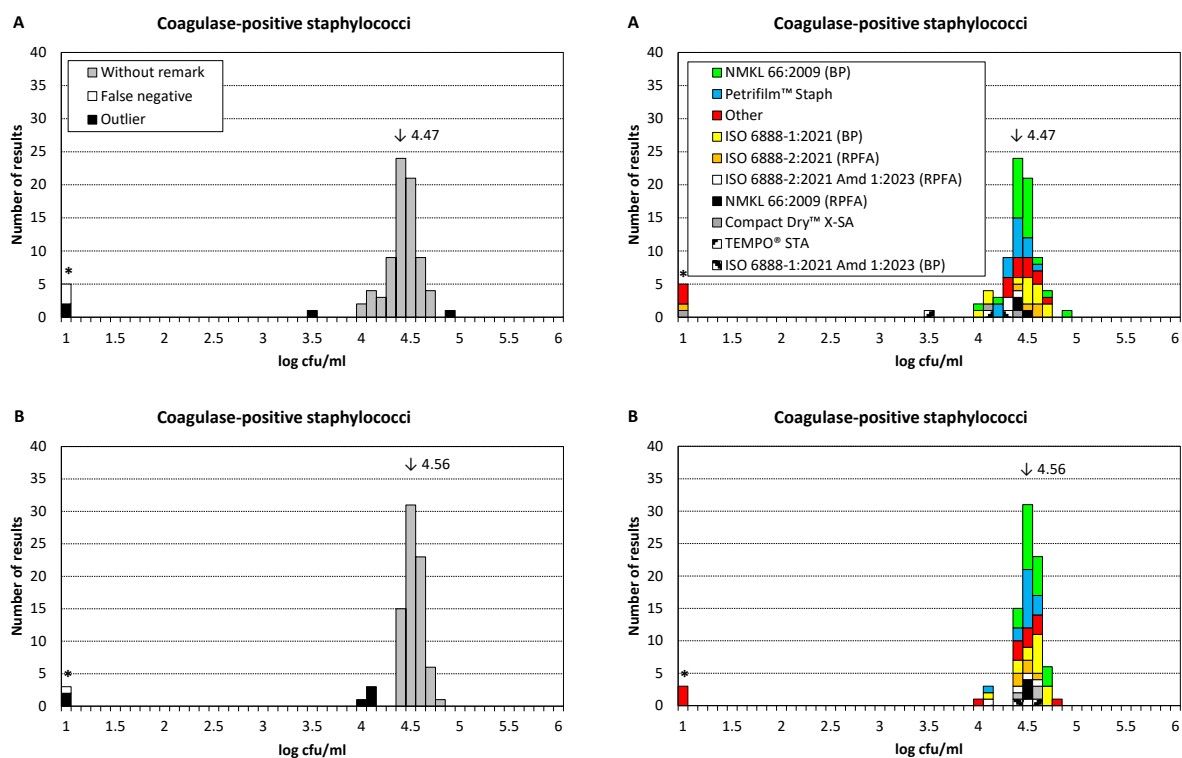 A
Coagulase-positive staphylococci
40
35
30
25
20
15
10
5
0
Number of results
Without remark
False negative
Outlier
↓ 4.47
*
1 1.5 2 2.5 3 3.5 4 4.5 5 5.5 6
log cfu/ml
A
Coagulase-positive staphylococci
40
35
30
25
20
15
10
5
0
Number of results
NMKL 66:2009 (BP)
Petrifilm™ Staph
Other
ISO 6888-1:2021 (BP)
ISO 6888-2:2021 (RPFA)
ISO 6888-2:2021 Amd 1:2023 (RPFA)
NMKL 66:2009 (RPFA)
Compact Dry™ X-SA
TEMPO® STA
ISO 6888-1:2021 Amd 1:2023 (BP)
↓ 4.47
*
1 1.5 2 2.5 3 3.5 4 4.5 5 5.5 6
log cfu/ml
B
Coagulase-positive staphylococci
40
35
30
25
20
15
10
5
0
Number of results
↓ 4.56
*
1 1.5 2 2.5 3 3.5 4 4.5 5 5.5 6
log cfu/ml
B
Coagulase-positive staphylococci
40
35
30
25
20
15
10
5
0
Number of results
↓ 4.56
*
1 1.5 2 2.5 3 3.5 4 4.5 5 5.5 6
log cfu/ml